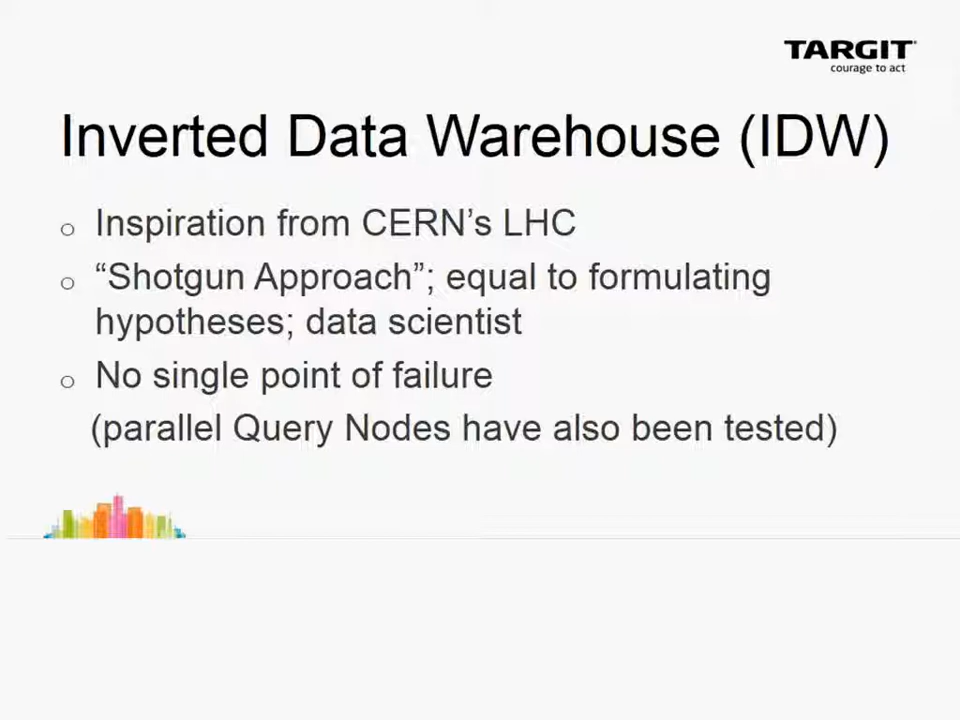 TARGIT
courage to act
Inverted Data Warehouse (IDW)
o Inspiration from CERN’s LHC
o “Shotgun Approach”; equal to formulating
hypotheses; data scientist
o No single point of failure
(parallel Query Nodes have also been tested)